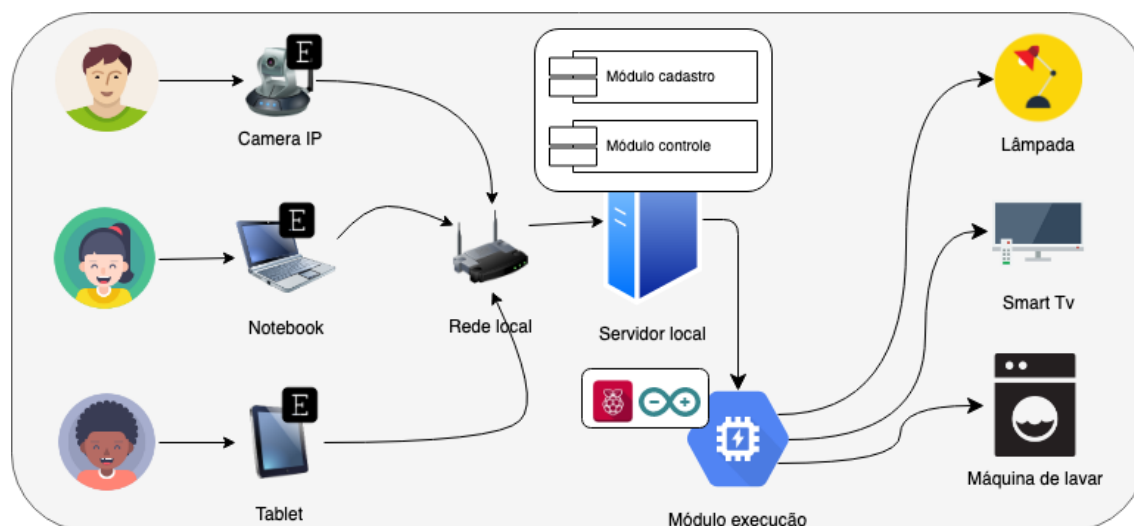 E
Camera IP
E
Notebook
E
Tablet
Rede local
Módulo cadastro
Módulo controle
Servidor local
Módulo execução
Lâmpada
Smart Tv
Máquina de lavar